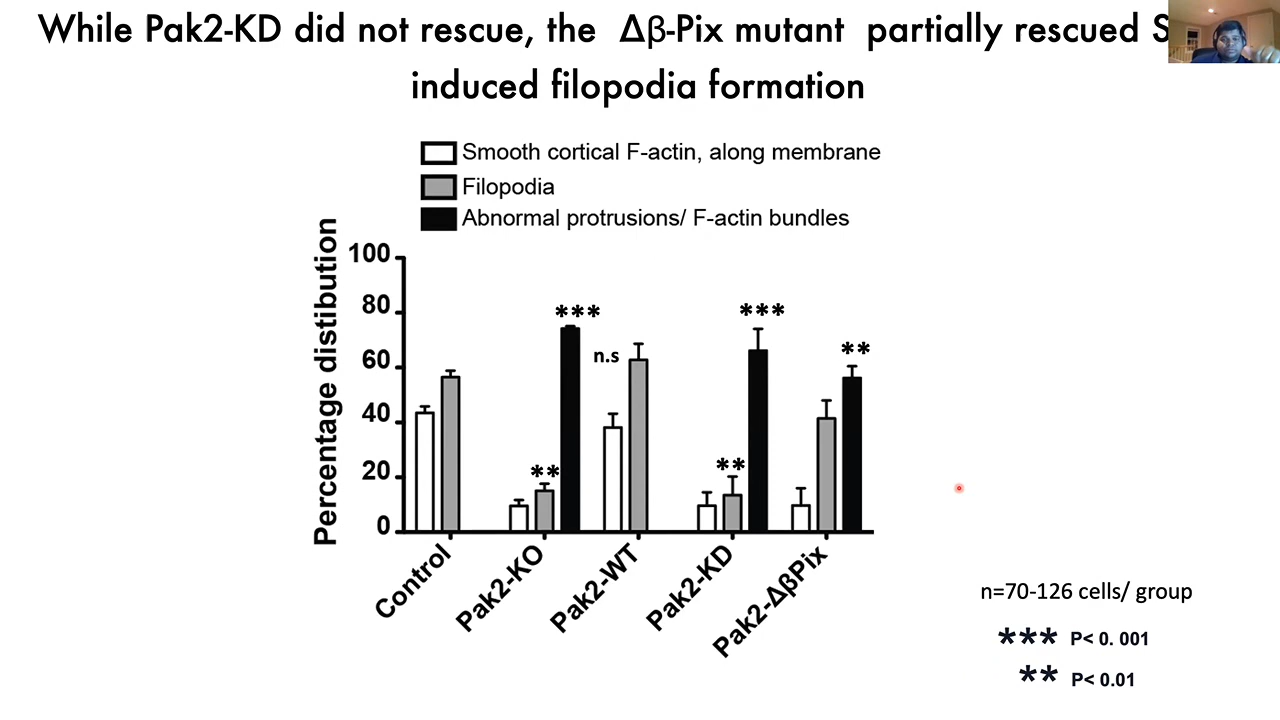 While Pak2-KD did not rescue, the Δβ-Pix mutant partially rescued
induced filopodia formation
Smooth cortical F-actin, along membrane
Filopodia
Abnormal protrusions/ F-actin bundles
Percentage distibution
100
80
60
40
20
0
***
**
n.s
***
**
**
Control
Pak2-KO
Pak2-WT
Pak2-KD
Pak2-ΔβPix
n=70-126 cells/ group
*** P< 0. 001
** P< 0.01